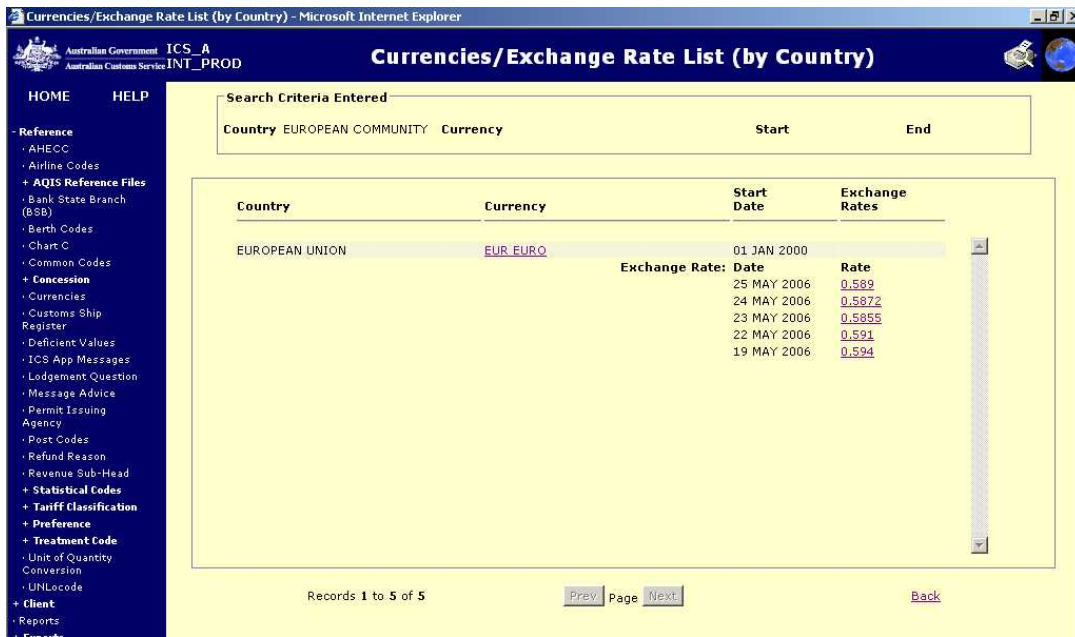 Currencies/Exchange Rate List (by Country) - Microsoft Internet Explorer
Australian Government ICS_A
Australian Customs Service INT_PROD
Currencies/Exchange Rate List (by Country)
HOME HELP
- Reference
· AHECC
· Airline Codes
+ AQIS Reference Files
· Bank State Branch
(BSB)
· Berth Codes
· Chart C
· Common Codes
+ Concession
· Currencies
· Customs Ship
Register
· Deficient Values
· ICS App Messages
· Lodgement Question
· Message Advice
· Permit Issuing
Agency
· Post Codes
· Refund Reason
· Revenue Sub-Head
+ Statistical Codes
+ Tariff Classification
+ Preference
+ Treatment Code
· Unit of Quantity
Conversion
· UNLocode
+ Client
· Reports
+ Exports
Search Criteria Entered
Country EUROPEAN COMMUNITY Currency Start End
Country Currency Start Date Exchange Rates
EUROPEAN UNION EUR EURO 01 JAN 2000
Exchange Rate: Date Rate
25 MAY 2006 0.589
24 MAY 2006 0.5872
23 MAY 2006 0.5855
22 MAY 2006 0.591
19 MAY 2006 0.594
Records 1 to 5 of 5 Prev Page Next Back